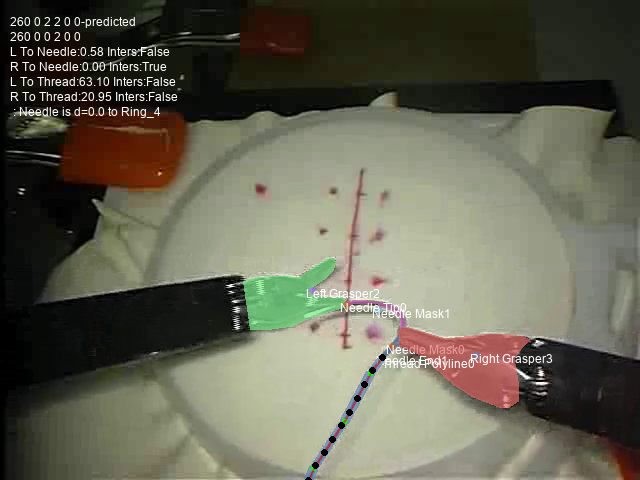 260 0 2 2 0 0-predicted
260 0 0 2 0 0
L To Needle:0.58 Inters:False
R To Needle:0.00 Inters:True
L To Thread:63.10 Inters:False
R To Thread:20.95 Inters:False
: Needle is d=0.0 to Ring_4
Left Grasper2
Needle Tip0
Needle Mask1
Needle Mask0
Right Grasper3
Thread Polyline0